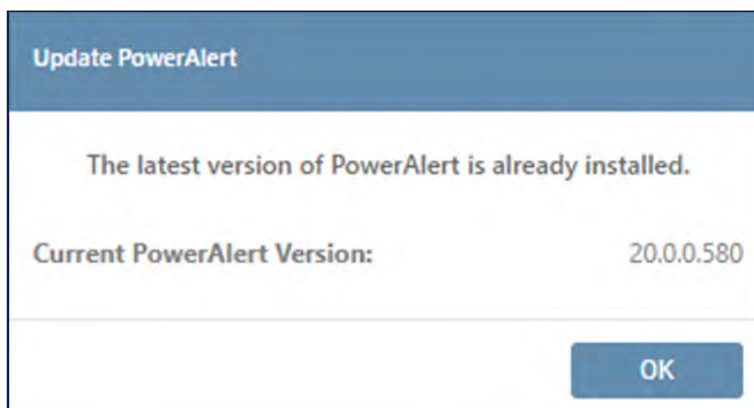 Update PowerAlert
The latest version of PowerAlert is already installed.
Current PowerAlert Version: 20.0.0.580
OK